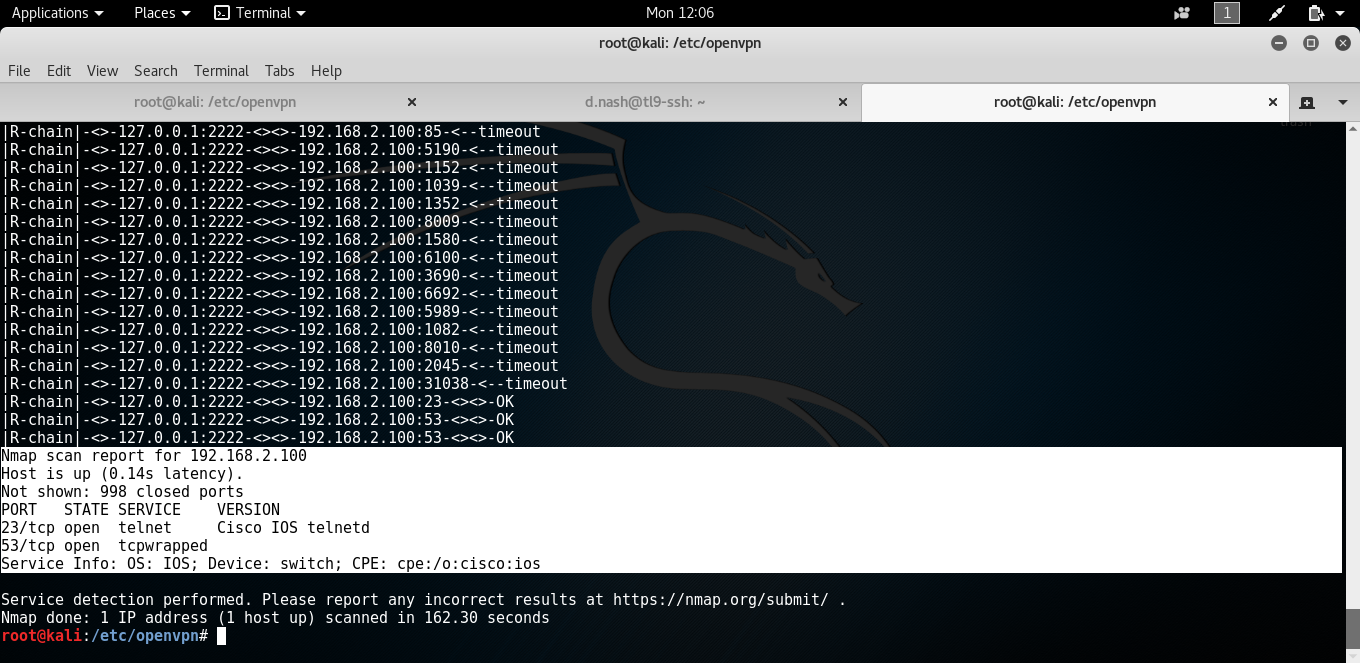 Applications Places Terminal Mon 12:06 1
root@kali: /etc/openvpn
File Edit View Search Terminal Tabs Help
root@kali: /etc/openvpn d.nash@tl9-ssh: ~ root@kali: /etc/openvpn
|R-chain|-<>-127.0.0.1:2222-<><>-192.168.2.100:85-<--timeout
|R-chain|-<>-127.0.0.1:2222-<><>-192.168.2.100:5190-<--timeout
|R-chain|-<>-127.0.0.1:2222-<><>-192.168.2.100:1152-<--timeout
|R-chain|-<>-127.0.0.1:2222-<><>-192.168.2.100:1039-<--timeout
|R-chain|-<>-127.0.0.1:2222-<><>-192.168.2.100:1352-<--timeout
|R-chain|-<>-127.0.0.1:2222-<><>-192.168.2.100:8009-<--timeout
|R-chain|-<>-127.0.0.1:2222-<><>-192.168.2.100:1580-<--timeout
|R-chain|-<>-127.0.0.1:2222-<><>-192.168.2.100:6100-<--timeout
|R-chain|-<>-127.0.0.1:2222-<><>-192.168.2.100:3690-<--timeout
|R-chain|-<>-127.0.0.1:2222-<><>-192.168.2.100:6692-<--timeout
|R-chain|-<>-127.0.0.1:2222-<><>-192.168.2.100:5989-<--timeout
|R-chain|-<>-127.0.0.1:2222-<><>-192.168.2.100:1082-<--timeout
|R-chain|-<>-127.0.0.1:2222-<><>-192.168.2.100:8010-<--timeout
|R-chain|-<>-127.0.0.1:2222-<><>-192.168.2.100:2045-<--timeout
|R-chain|-<>-127.0.0.1:2222-<><>-192.168.2.100:31038-<--timeout
|R-chain|-<>-127.0.0.1:2222-<><>-192.168.2.100:23-<><>-OK
|R-chain|-<>-127.0.0.1:2222-<><>-192.168.2.100:53-<><>-OK
|R-chain|-<>-127.0.0.1:2222-<><>-192.168.2.100:53-<><>-OK
Nmap scan report for 192.168.2.100
Host is up (0.14s latency).
Not shown: 998 closed ports
PORT   STATE SERVICE    VERSION
23/tcp open  telnet     Cisco IOS telnetd
53/tcp open  tcpwrapped
Service Info: OS: IOS; Device: switch; CPE: cpe:/o:cisco:ios
Service detection performed. Please report any incorrect results at https://nmap.org/submit/ .
Nmap done: 1 IP address (1 host up) scanned in 162.30 seconds
root@kali:/etc/openvpn#